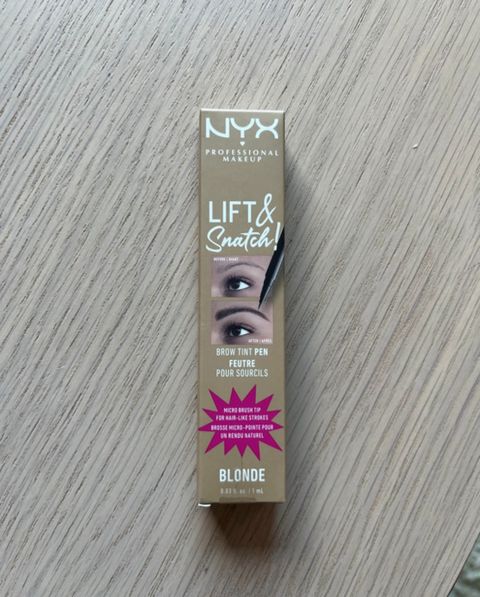 NYX
PROFESSIONAL
MAKEUP
LIFT &
Snatch!
BEFORE | AVANT
AFTER | APRÈS
BROW TINT PEN
FEUTRE
POUR SOURCILS
MICRO BRUSH TIP
FOR HAIR-LIKE STROKES
BROSSE MICRO-POINTE POUR
UN RENDU NATUREL
BLONDE
0.03 fl. oz. / 1 mL